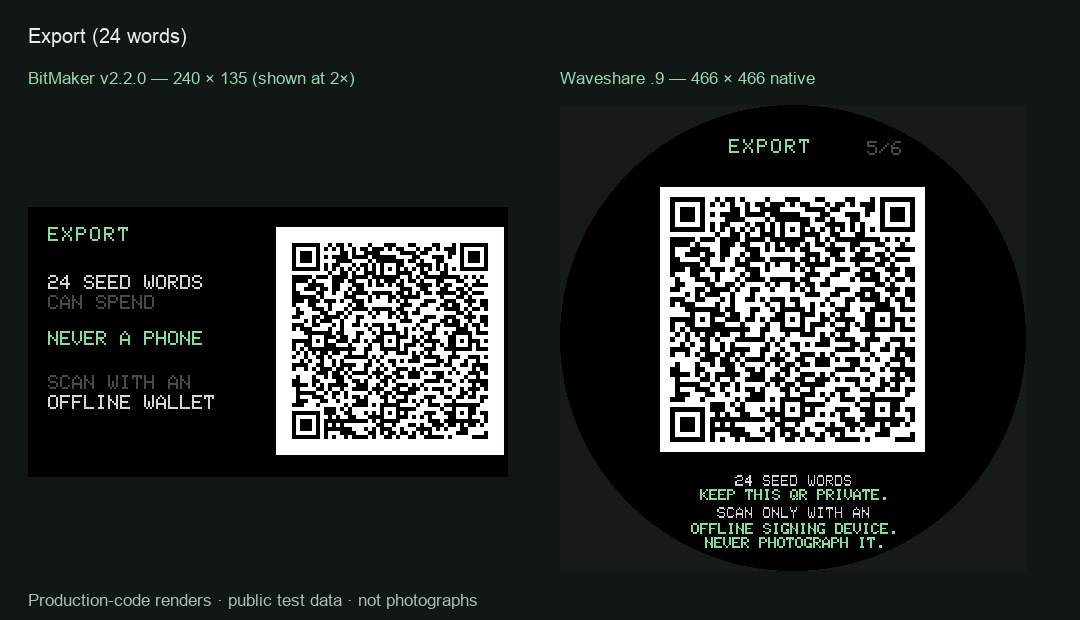 Export (24 words)
BitMaker v2.2.0 — 240 × 135 (shown at 2×)
EXPORT
24 SEED WORDS
CAN SPEND
NEVER A PHONE
SCAN WITH AN
OFFLINE WALLET
Waveshare .9 — 466 × 466 native
EXPORT 5/6
24 SEED WORDS
KEEP THIS QR PRIVATE.
SCAN ONLY WITH AN
OFFLINE SIGNING DEVICE.
NEVER PHOTOGRAPH IT.
Production-code renders · public test data · not photographs